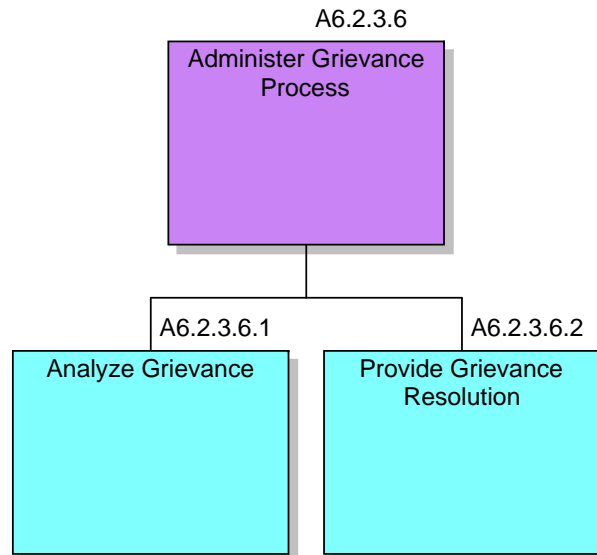 A6.2.3.6
Administer Grievance
Process
A6.2.3.6.1
A6.2.3.6.2
Analyze Grievance
Provide Grievance
Resolution